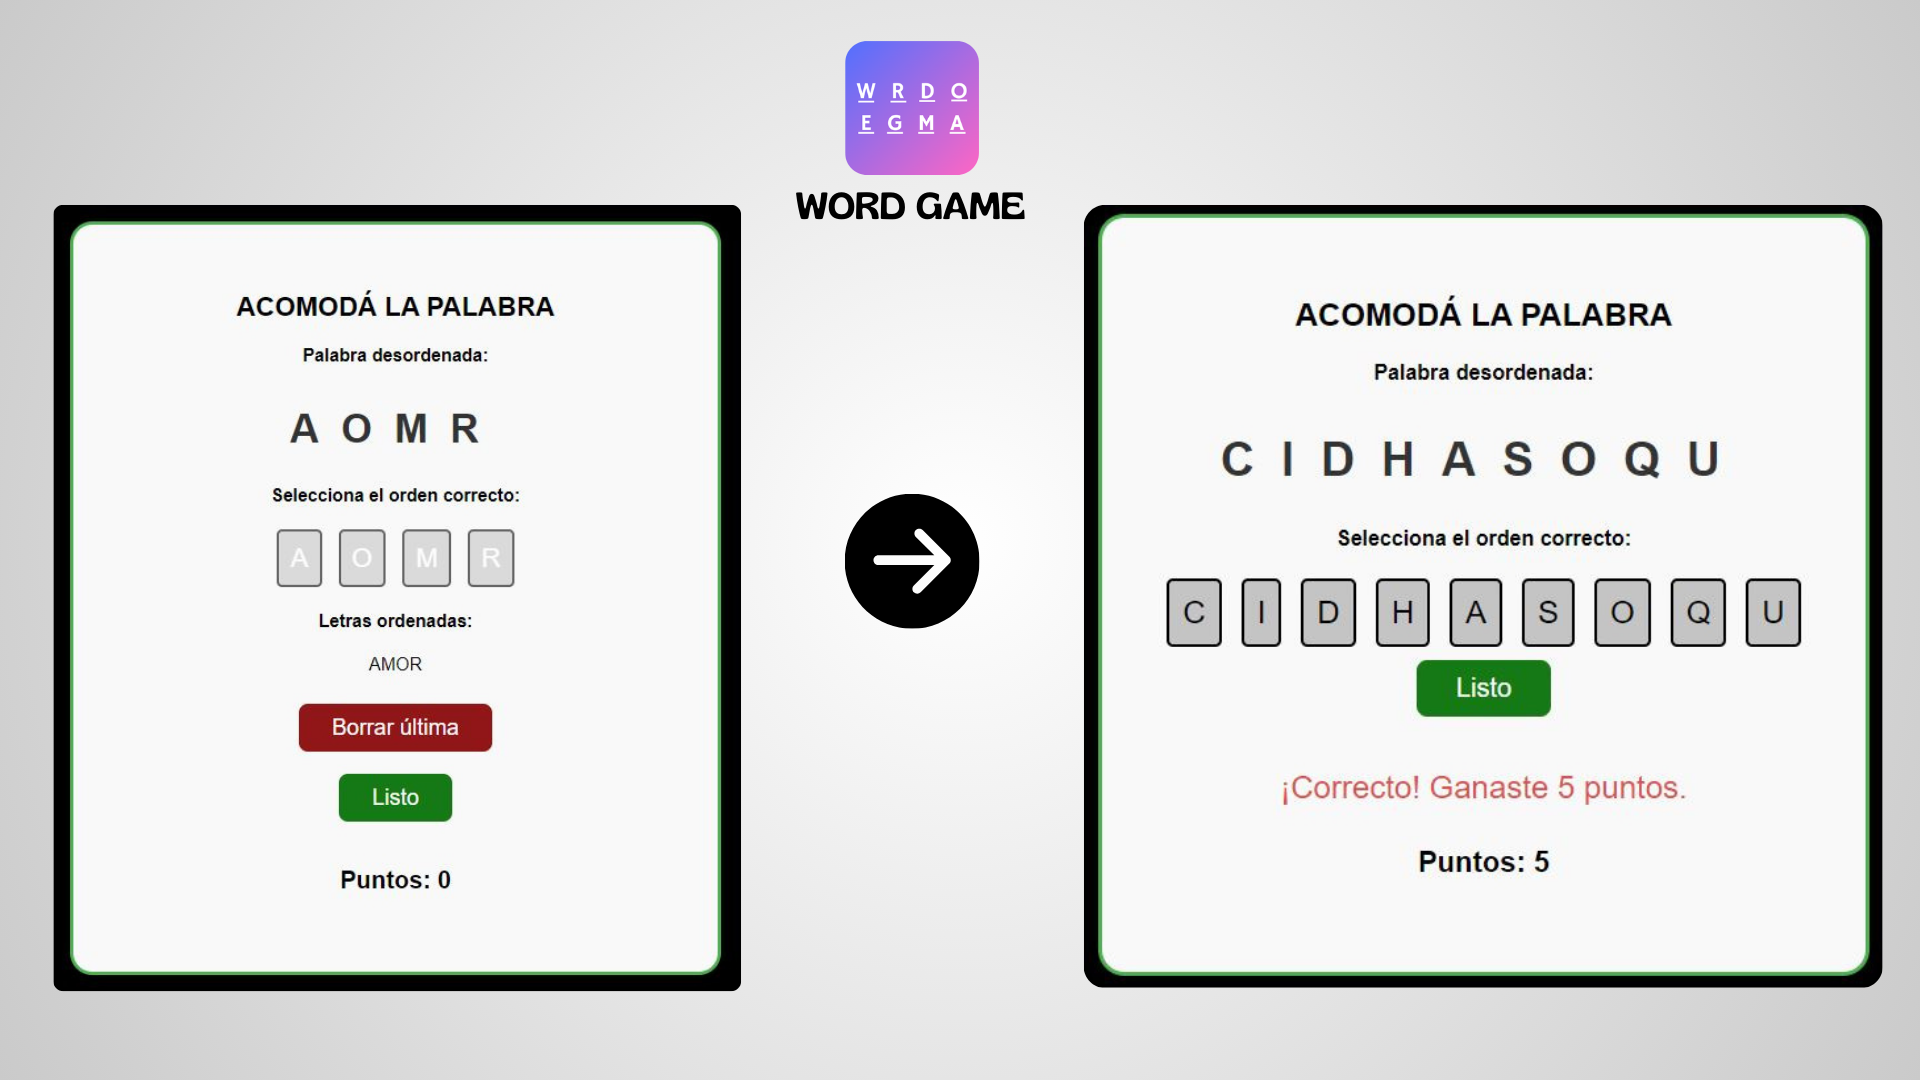 W R D O
E G M A
WORD GAME
ACOMODÁ LA PALABRA
Palabra desordenada:
A O M R
Selecciona el orden correcto:
A O M R
Letras ordenadas:
AMOR
Borrar última
Listo
Puntos: 0
ACOMODÁ LA PALABRA
Palabra desordenada:
C I D H A S O Q U
Selecciona el orden correcto:
C I D H A S O Q U
Listo
¡Correcto! Ganaste 5 puntos.
Puntos: 5